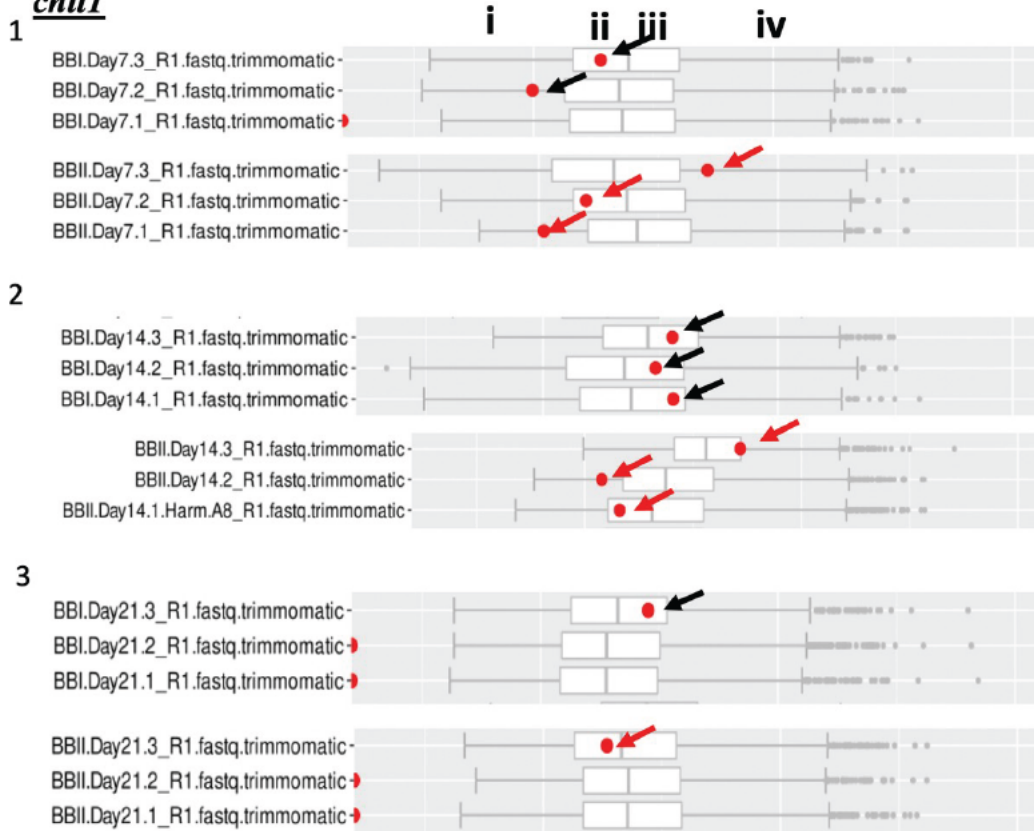 chit1
i ii iii iv
1
BBI.Day7.3_R1.fastq.trimmomatic
BBI.Day7.2_R1.fastq.trimmomatic
BBI.Day7.1_R1.fastq.trimmomatic
BBII.Day7.3_R1.fastq.trimmomatic
BBII.Day7.2_R1.fastq.trimmomatic
BBII.Day7.1_R1.fastq.trimmomatic
2
BBI.Day14.3_R1.fastq.trimmomatic
BBI.Day14.2_R1.fastq.trimmomatic
BBI.Day14.1_R1.fastq.trimmomatic
BBII.Day14.3_R1.fastq.trimmomatic
BBII.Day14.2_R1.fastq.trimmomatic
BBII.Day14.1.Harm.A8_R1.fastq.trimmomatic
3
BBI.Day21.3_R1.fastq.trimmomatic
BBI.Day21.2_R1.fastq.trimmomatic
BBI.Day21.1_R1.fastq.trimmomatic
BBII.Day21.3_R1.fastq.trimmomatic
BBII.Day21.2_R1.fastq.trimmomatic
BBII.Day21.1_R1.fastq.trimmomatic